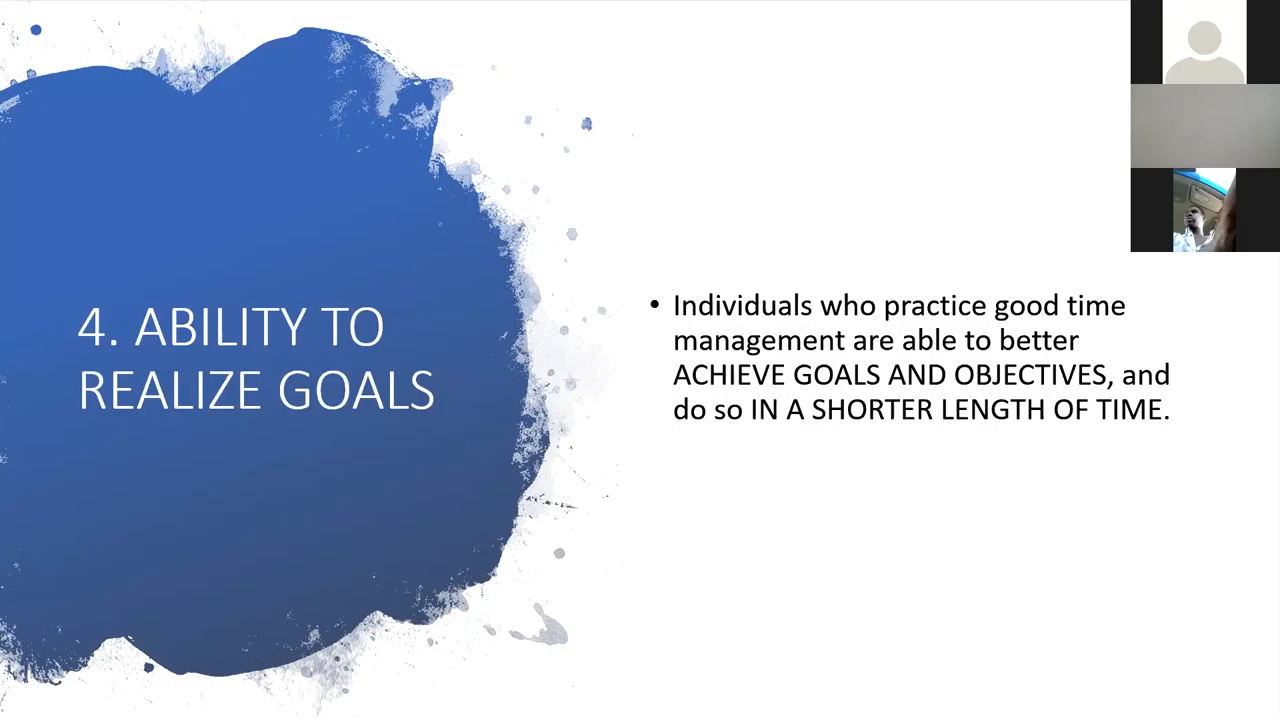 4. ABILITY TO
REALIZE GOALS
• Individuals who practice good time
management are able to better
ACHIEVE GOALS AND OBJECTIVES, and
do so IN A SHORTER LENGTH OF TIME.